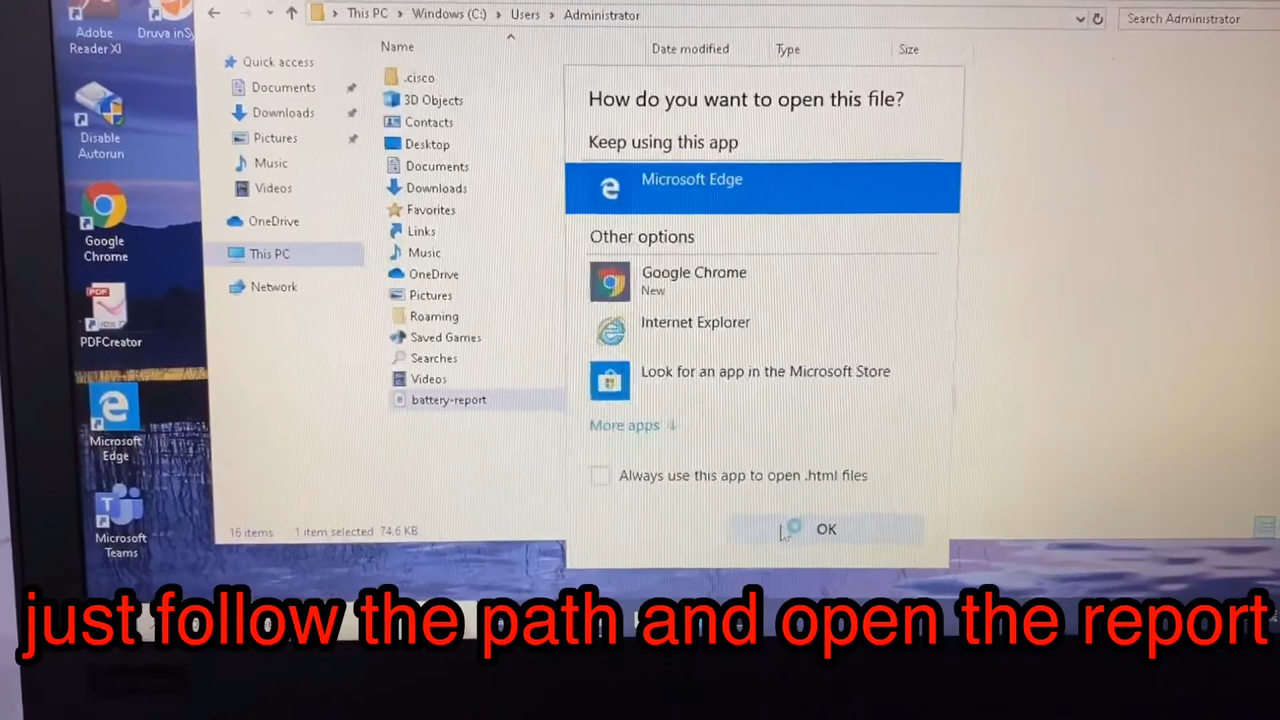 Adobe
Reader XI
Druva inSy
Disable
Autorun
Google
Chrome
PDF
PDFCreator
Microsoft
Edge
Microsoft
Teams
This PC > Windows (C:) > Users > Administrator
Search Administrator
Quick access
Documents
Downloads
Pictures
Music
Videos
OneDrive
This PC
Network
Name
Date modified
Type
Size
.cisco
3D Objects
Contacts
Desktop
Documents
Downloads
Favorites
Links
Music
OneDrive
Pictures
Roaming
Saved Games
Searches
Videos
battery-report
16 items
1 item selected 74.6 KB
How do you want to open this file?
Keep using this app
Microsoft Edge
Other options
Google Chrome
New
Internet Explorer
Look for an app in the Microsoft Store
More apps
Always use this app to open .html files
OK
just follow the path and open the report